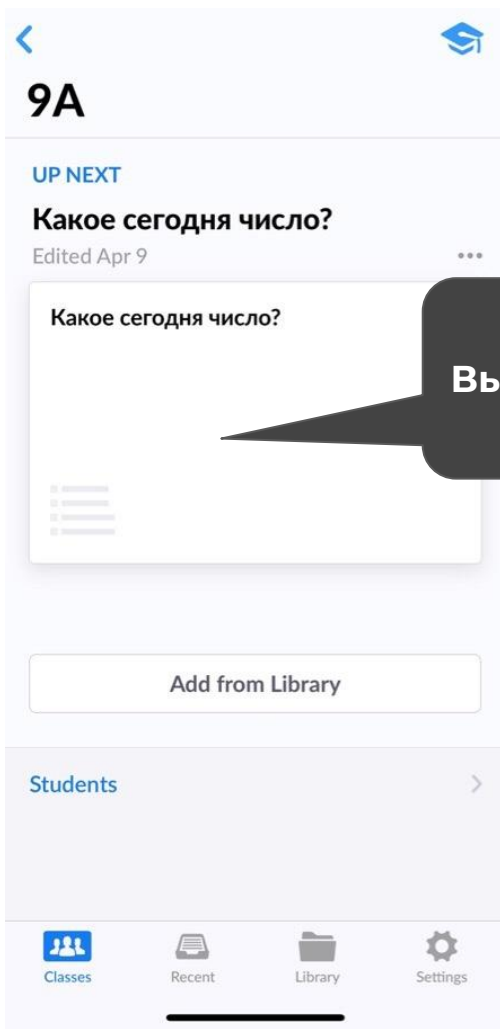 9A
UP NEXT
Какое сегодня число?
Edited Apr 9
Какое сегодня число?
Add from Library
Students
Classes
Recent
Library
Settings